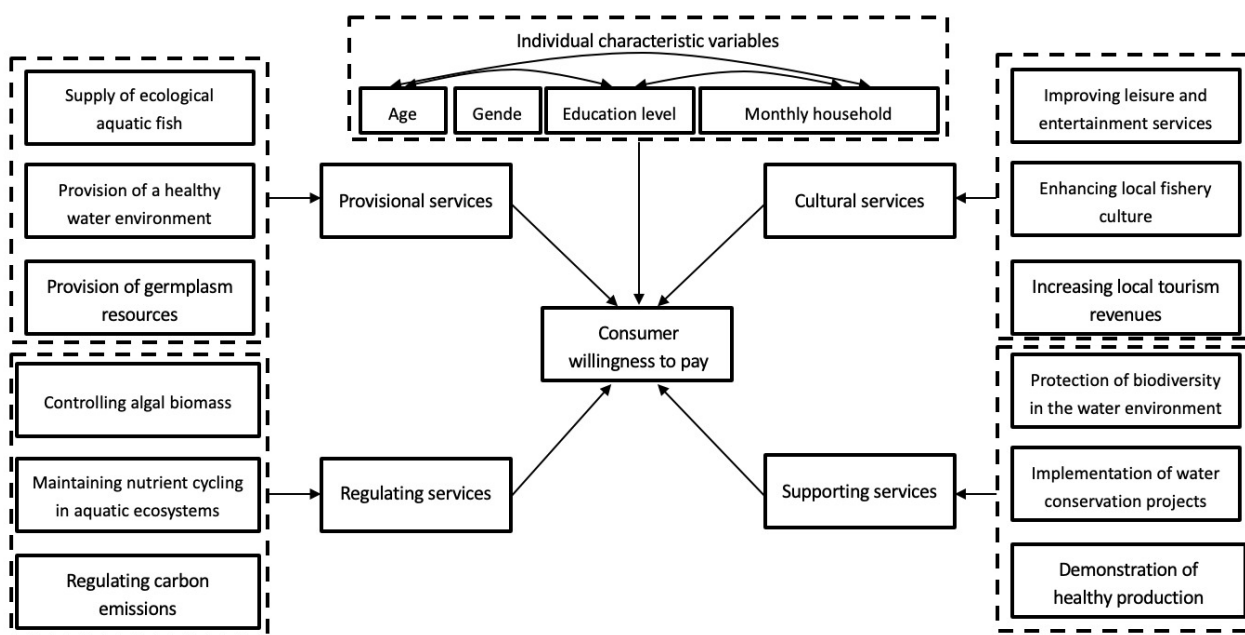 Individual characteristic variables
Age
Gende
Education level
Monthly household
Supply of ecological
aquatic fish
Provision of a healthy
water environment
Provision of germplasm
resources
Provisional services
Cultural services
Improving leisure and
entertainment services
Enhancing local fishery
culture
Increasing local tourism
revenues
Consumer
willingness to pay
Controlling algal biomass
Maintaining nutrient cycling
in aquatic ecosystems
Regulating carbon
emissions
Regulating services
Supporting services
Protection of biodiversity
in the water environment
Implementation of water
conservation projects
Demonstration of
healthy production